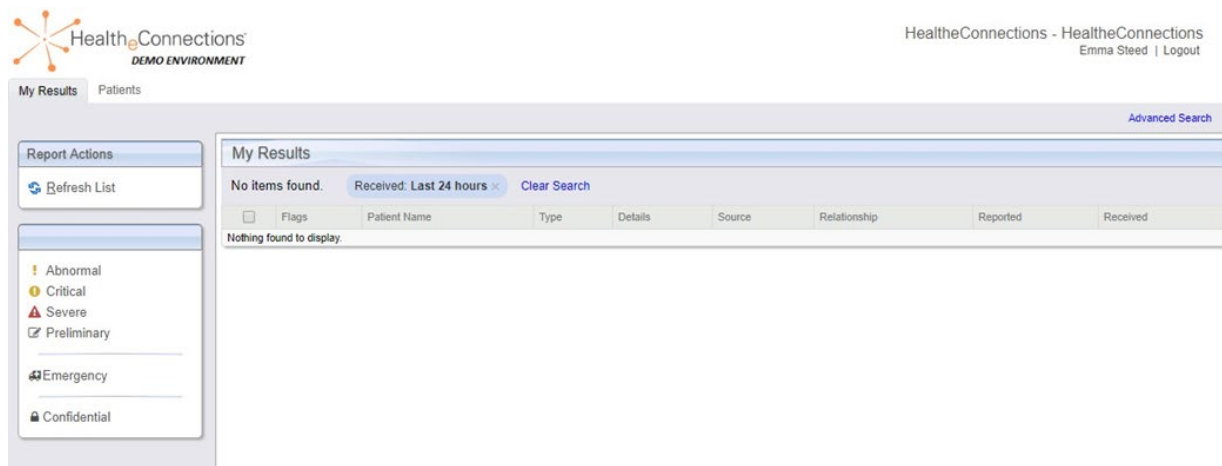 HealtheConnections
DEMO ENVIRONMENT
HealtheConnections - HealtheConnections
Emma Steed | Logout
My Results Patients
Advanced Search
Report Actions
Refresh List
Abnormal
Critical
Severe
Preliminary
Emergency
Confidential
My Results
No items found. Received: Last 24 hours × Clear Search
Flags Patient Name Type Details Source Relationship Reported Received
Nothing found to display.